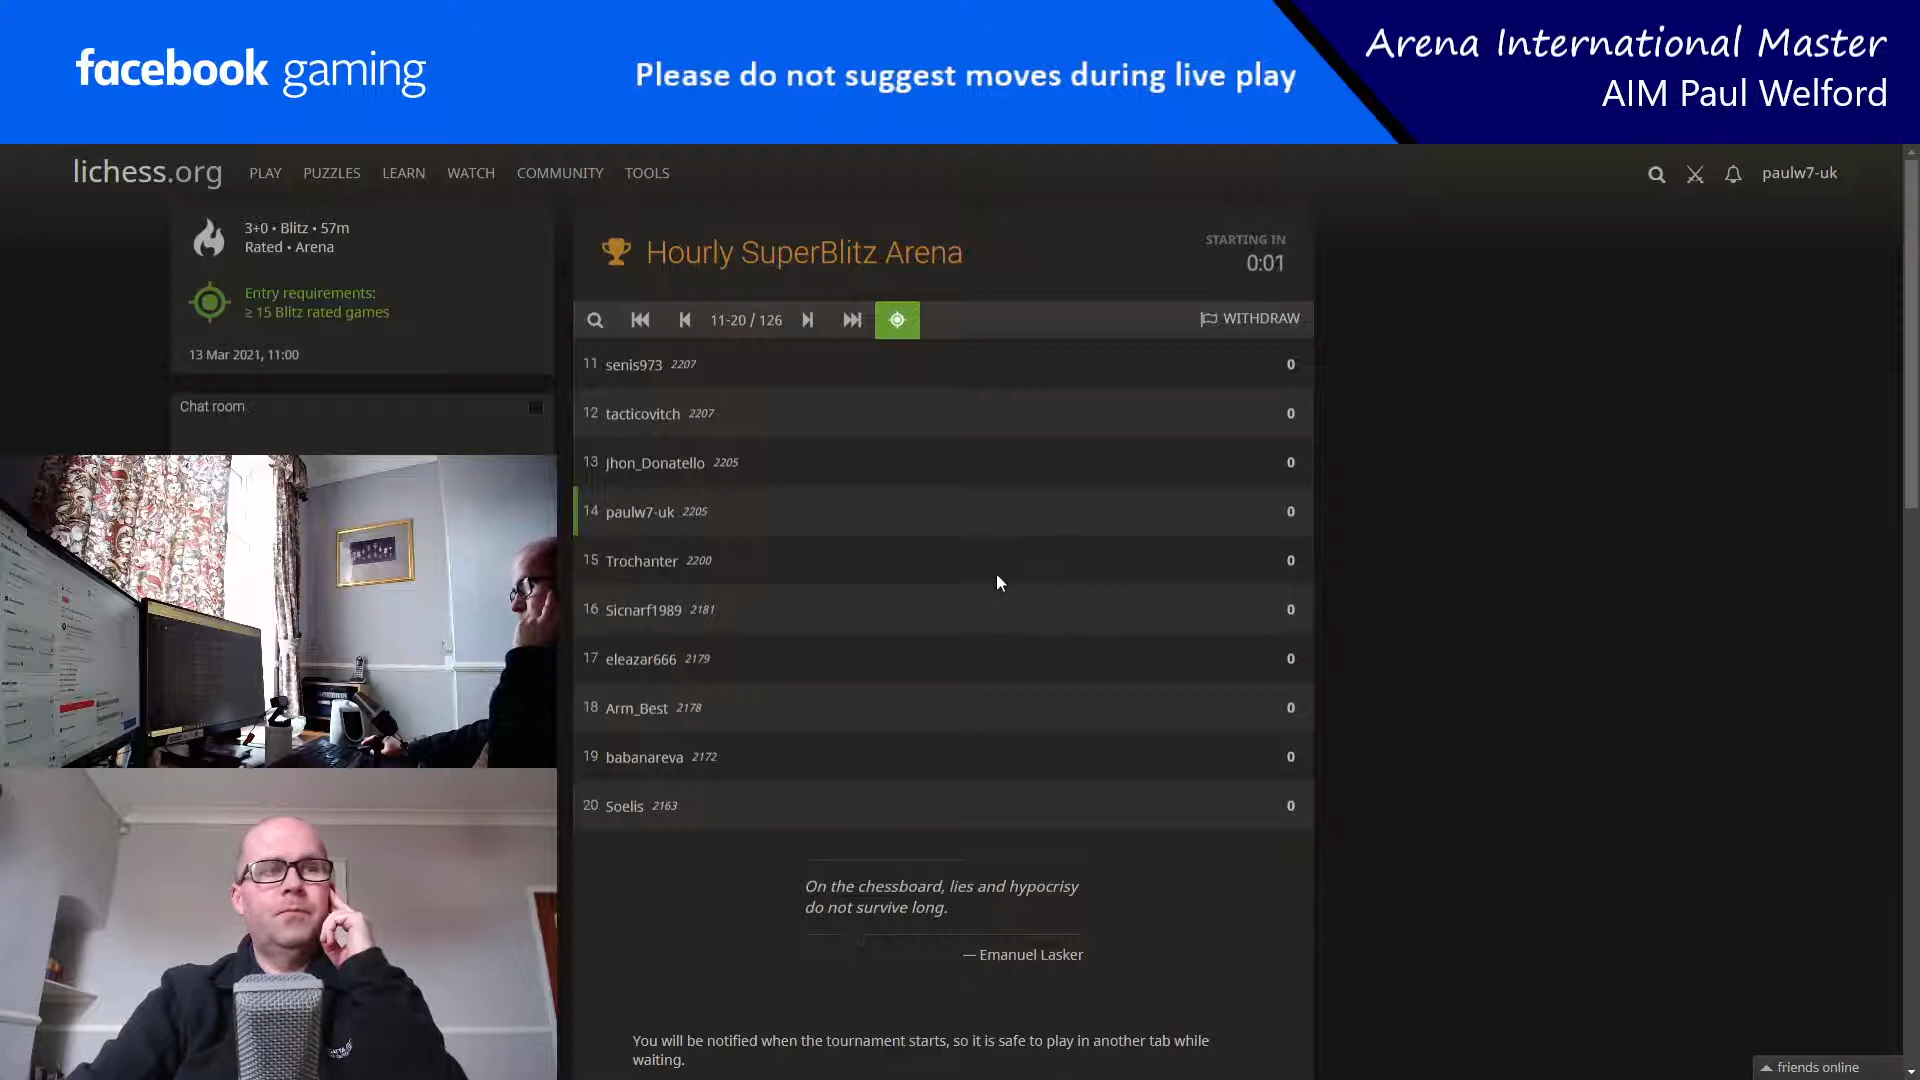 facebook gaming
Please do not suggest moves during live play
Arena International Master
AIM Paul Welford
lichess.org PLAY PUZZLES LEARN WATCH COMMUNITY TOOLS paulw7-uk
3+0 • Blitz • 57m
Rated • Arena
Entry requirements:
≥ 15 Blitz rated games
13 Mar 2021, 11:00
Chat room
Hourly SuperBlitz Arena
STARTING IN
0:01
11-20 / 126 WITHDRAW
11 senis973 2207 0
12 tacticovitch 2207 0
13 Jhon_Donatello 2205 0
14 paulw7-uk 2205 0
15 Trochanter 2200 0
16 Sicnarf1989 2181 0
17 eleazar666 2179 0
18 Arm_Best 2178 0
19 babanareva 2172 0
20 Soelis 2163 0
On the chessboard, lies and hypocrisy
do not survive long.
— Emanuel Lasker
You will be notified when the tournament starts, so it is safe to play in another tab while
waiting.
friends online